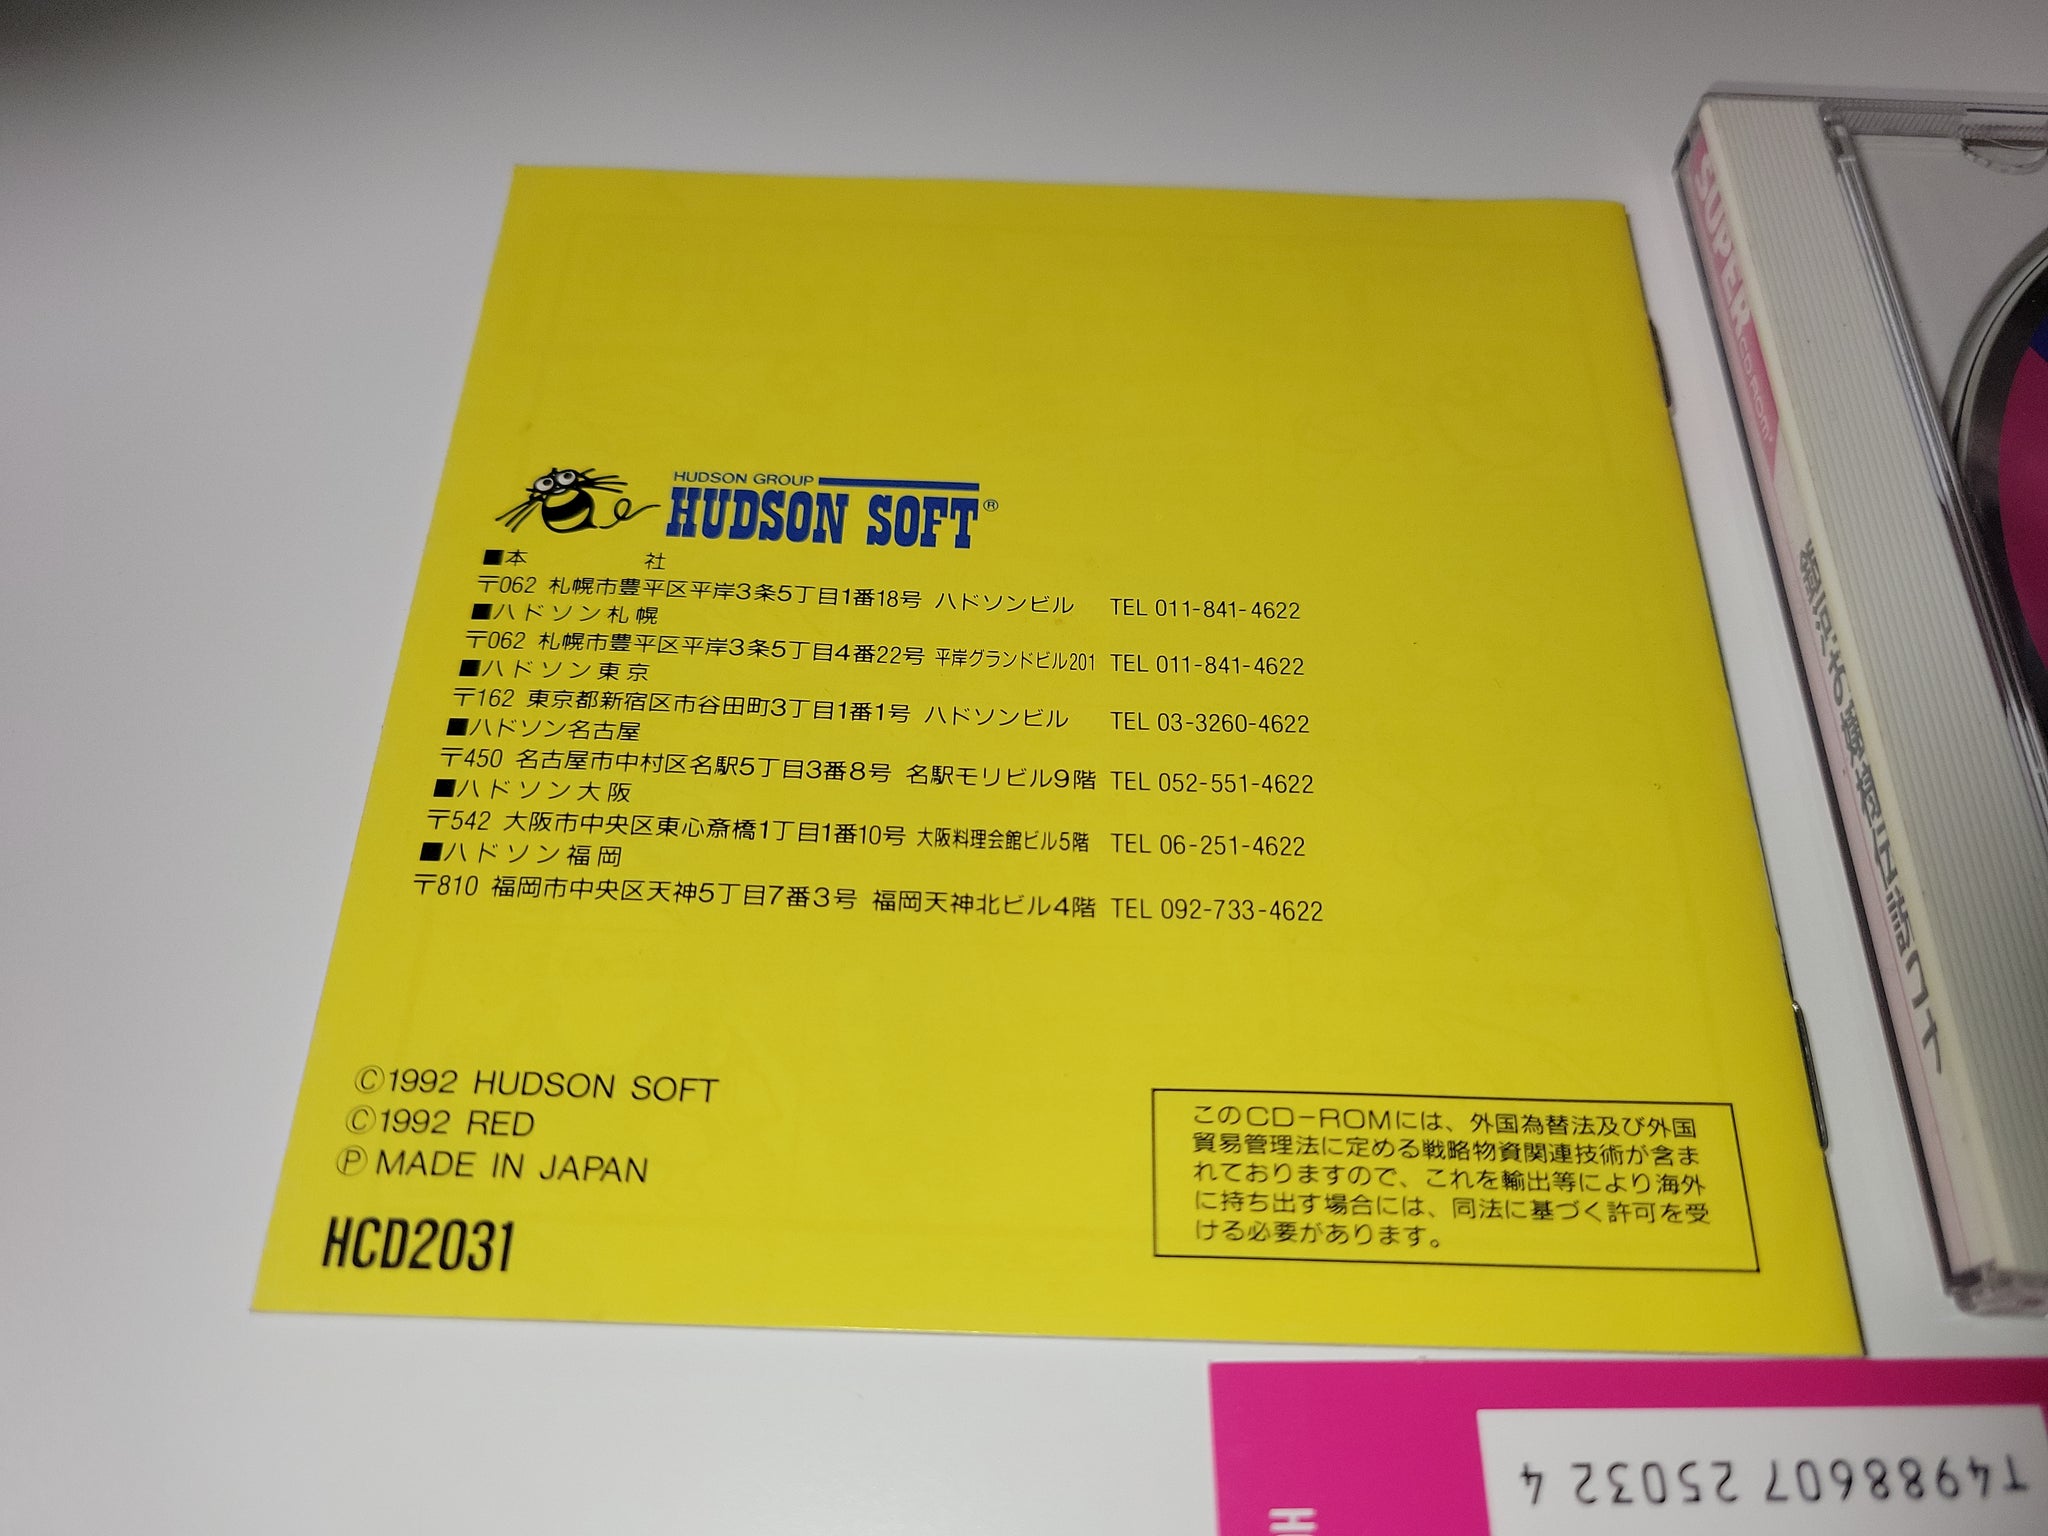 HUDSON GROUP
HUDSON SOFT®
■本 社
〒062 札幌市豊平区平岸3条5丁目1番18号 ハドソンビル TEL 011-841-4622
■ハドソン札幌
〒062 札幌市豊平区平岸3条5丁目4番22号 平岸グランドビル201 TEL 011-841-4622
■ハドソン東京
〒162 東京都新宿区市谷田町3丁目1番1号 ハドソンビル TEL 03-3260-4622
■ハドソン名古屋
〒450 名古屋市中村区名駅5丁目3番8号 名駅モリビル9階 TEL 052-551-4622
■ハドソン大阪
〒542 大阪市中央区東心斎橋1丁目1番10号 大阪料理会館ビル5階 TEL 06-251-4622
■ハドソン福岡
〒810 福岡市中央区天神5丁目7番3号 福岡天神北ビル4階 TEL 092-733-4622
©1992 HUDSON SOFT
©1992 RED
Ⓟ MADE IN JAPAN
HCD2031
このCD-ROMには、外国為替法及び外国
貿易管理法に定める戦略物資関連技術が含ま
れておりますので、これを輸出等により海外
に持ち出す場合には、同法に基づく許可を受
ける必要があります。
SUPER CD-ROM²
T4988607 25032 4